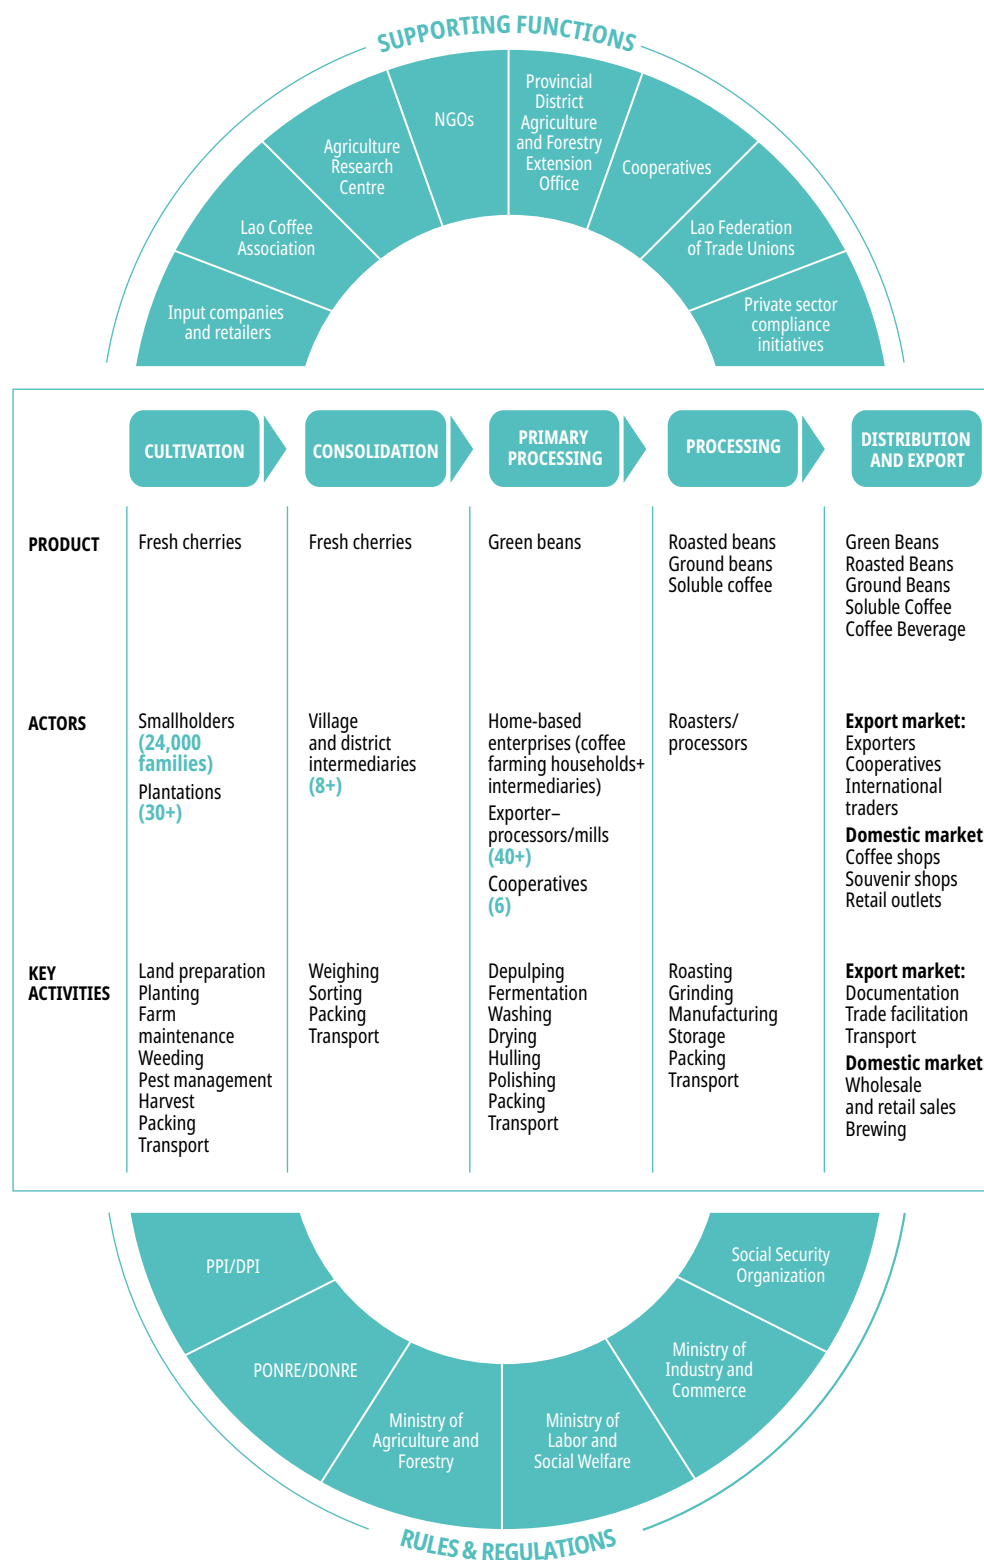 SUPPORTING FUNCTIONS
Input companies
and retailers
Lao Coffee
Association
Agriculture
Research
Centre
NGOs
Provincial
District
Agriculture
and Forestry
Extension
Office
Cooperatives
Lao Federation
of Trade Unions
Private sector
compliance
initiatives
CULTIVATION
CONSOLIDATION
PRIMARY
PROCESSING
PROCESSING
DISTRIBUTION
AND EXPORT
PRODUCT
Fresh cherries
Fresh cherries
Green beans
Roasted beans
Ground beans
Soluble coffee
Green Beans
Roasted Beans
Ground Beans
Soluble Coffee
Coffee Beverage
ACTORS
Smallholders
(24,000
families)
Plantations
(30+)
Village
and district
intermediaries
(8+)
Home-based
enterprises (coffee
farming households+
intermediaries)
Exporter–
processors/mills
(40+)
Cooperatives
(6)
Roasters/
processors
Export market:
Exporters
Cooperatives
International
traders
Domestic market
Coffee shops
Souvenir shops
Retail outlets
KEY
ACTIVITIES
Land preparation
Planting
Farm
maintenance
Weeding
Pest management
Harvest
Packing
Transport
Weighing
Sorting
Packing
Transport
Depulping
Fermentation
Washing
Drying
Hulling
Polishing
Packing
Transport
Roasting
Grinding
Manufacturing
Storage
Packing
Transport
Export market:
Documentation
Trade facilitation
Transport
Domestic market
Wholesale
and retail sales
Brewing
PPI/DPI
PONRE/DONRE
Ministry of
Agriculture and
Forestry
Ministry of
Labor and
Social Welfare
Ministry of
Industry and
Commerce
Social Security
Organization
RULES & REGULATIONS